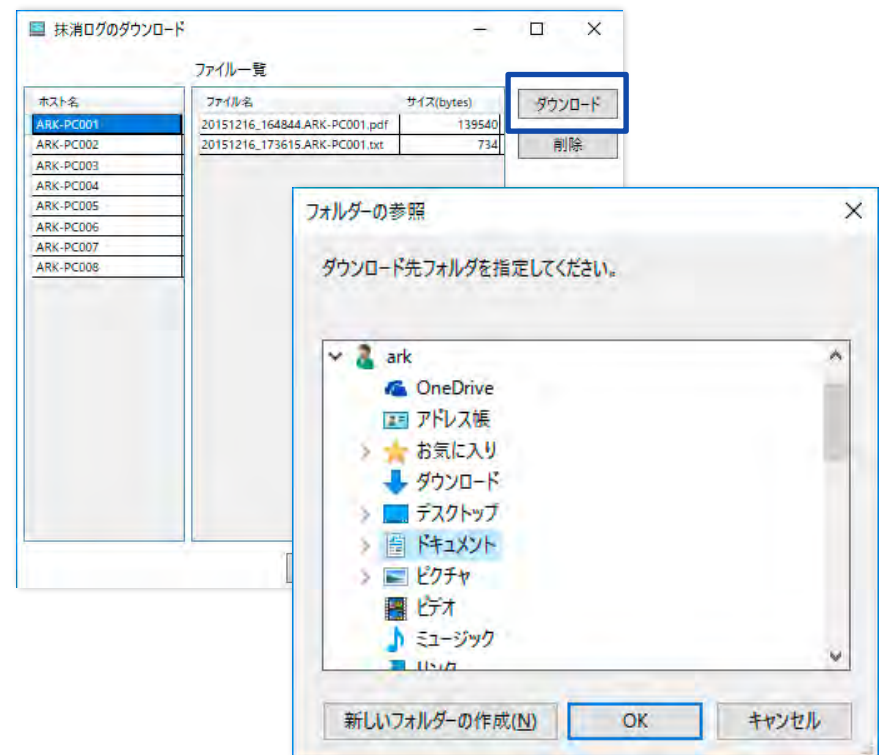 抹消ログのダウンロード
ファイル一覧
ホスト名
ファイル名 サイズ(bytes)
ダウンロード
ARK-PC001
20151216_164844.ARK-PC001.pdf 139540
ARK-PC002
20151216_173615.ARK-PC001.txt 734
削除
ARK-PC003
ARK-PC004
ARK-PC005
ARK-PC006
ARK-PC007
ARK-PC008
フォルダーの参照
ダウンロード先フォルダを指定してください。
ark
OneDrive
アドレス帳
お気に入り
ダウンロード
デスクトップ
ドキュメント
ピクチャ
ビデオ
ミュージック
リンク
新しいフォルダーの作成(N) OK キャンセル